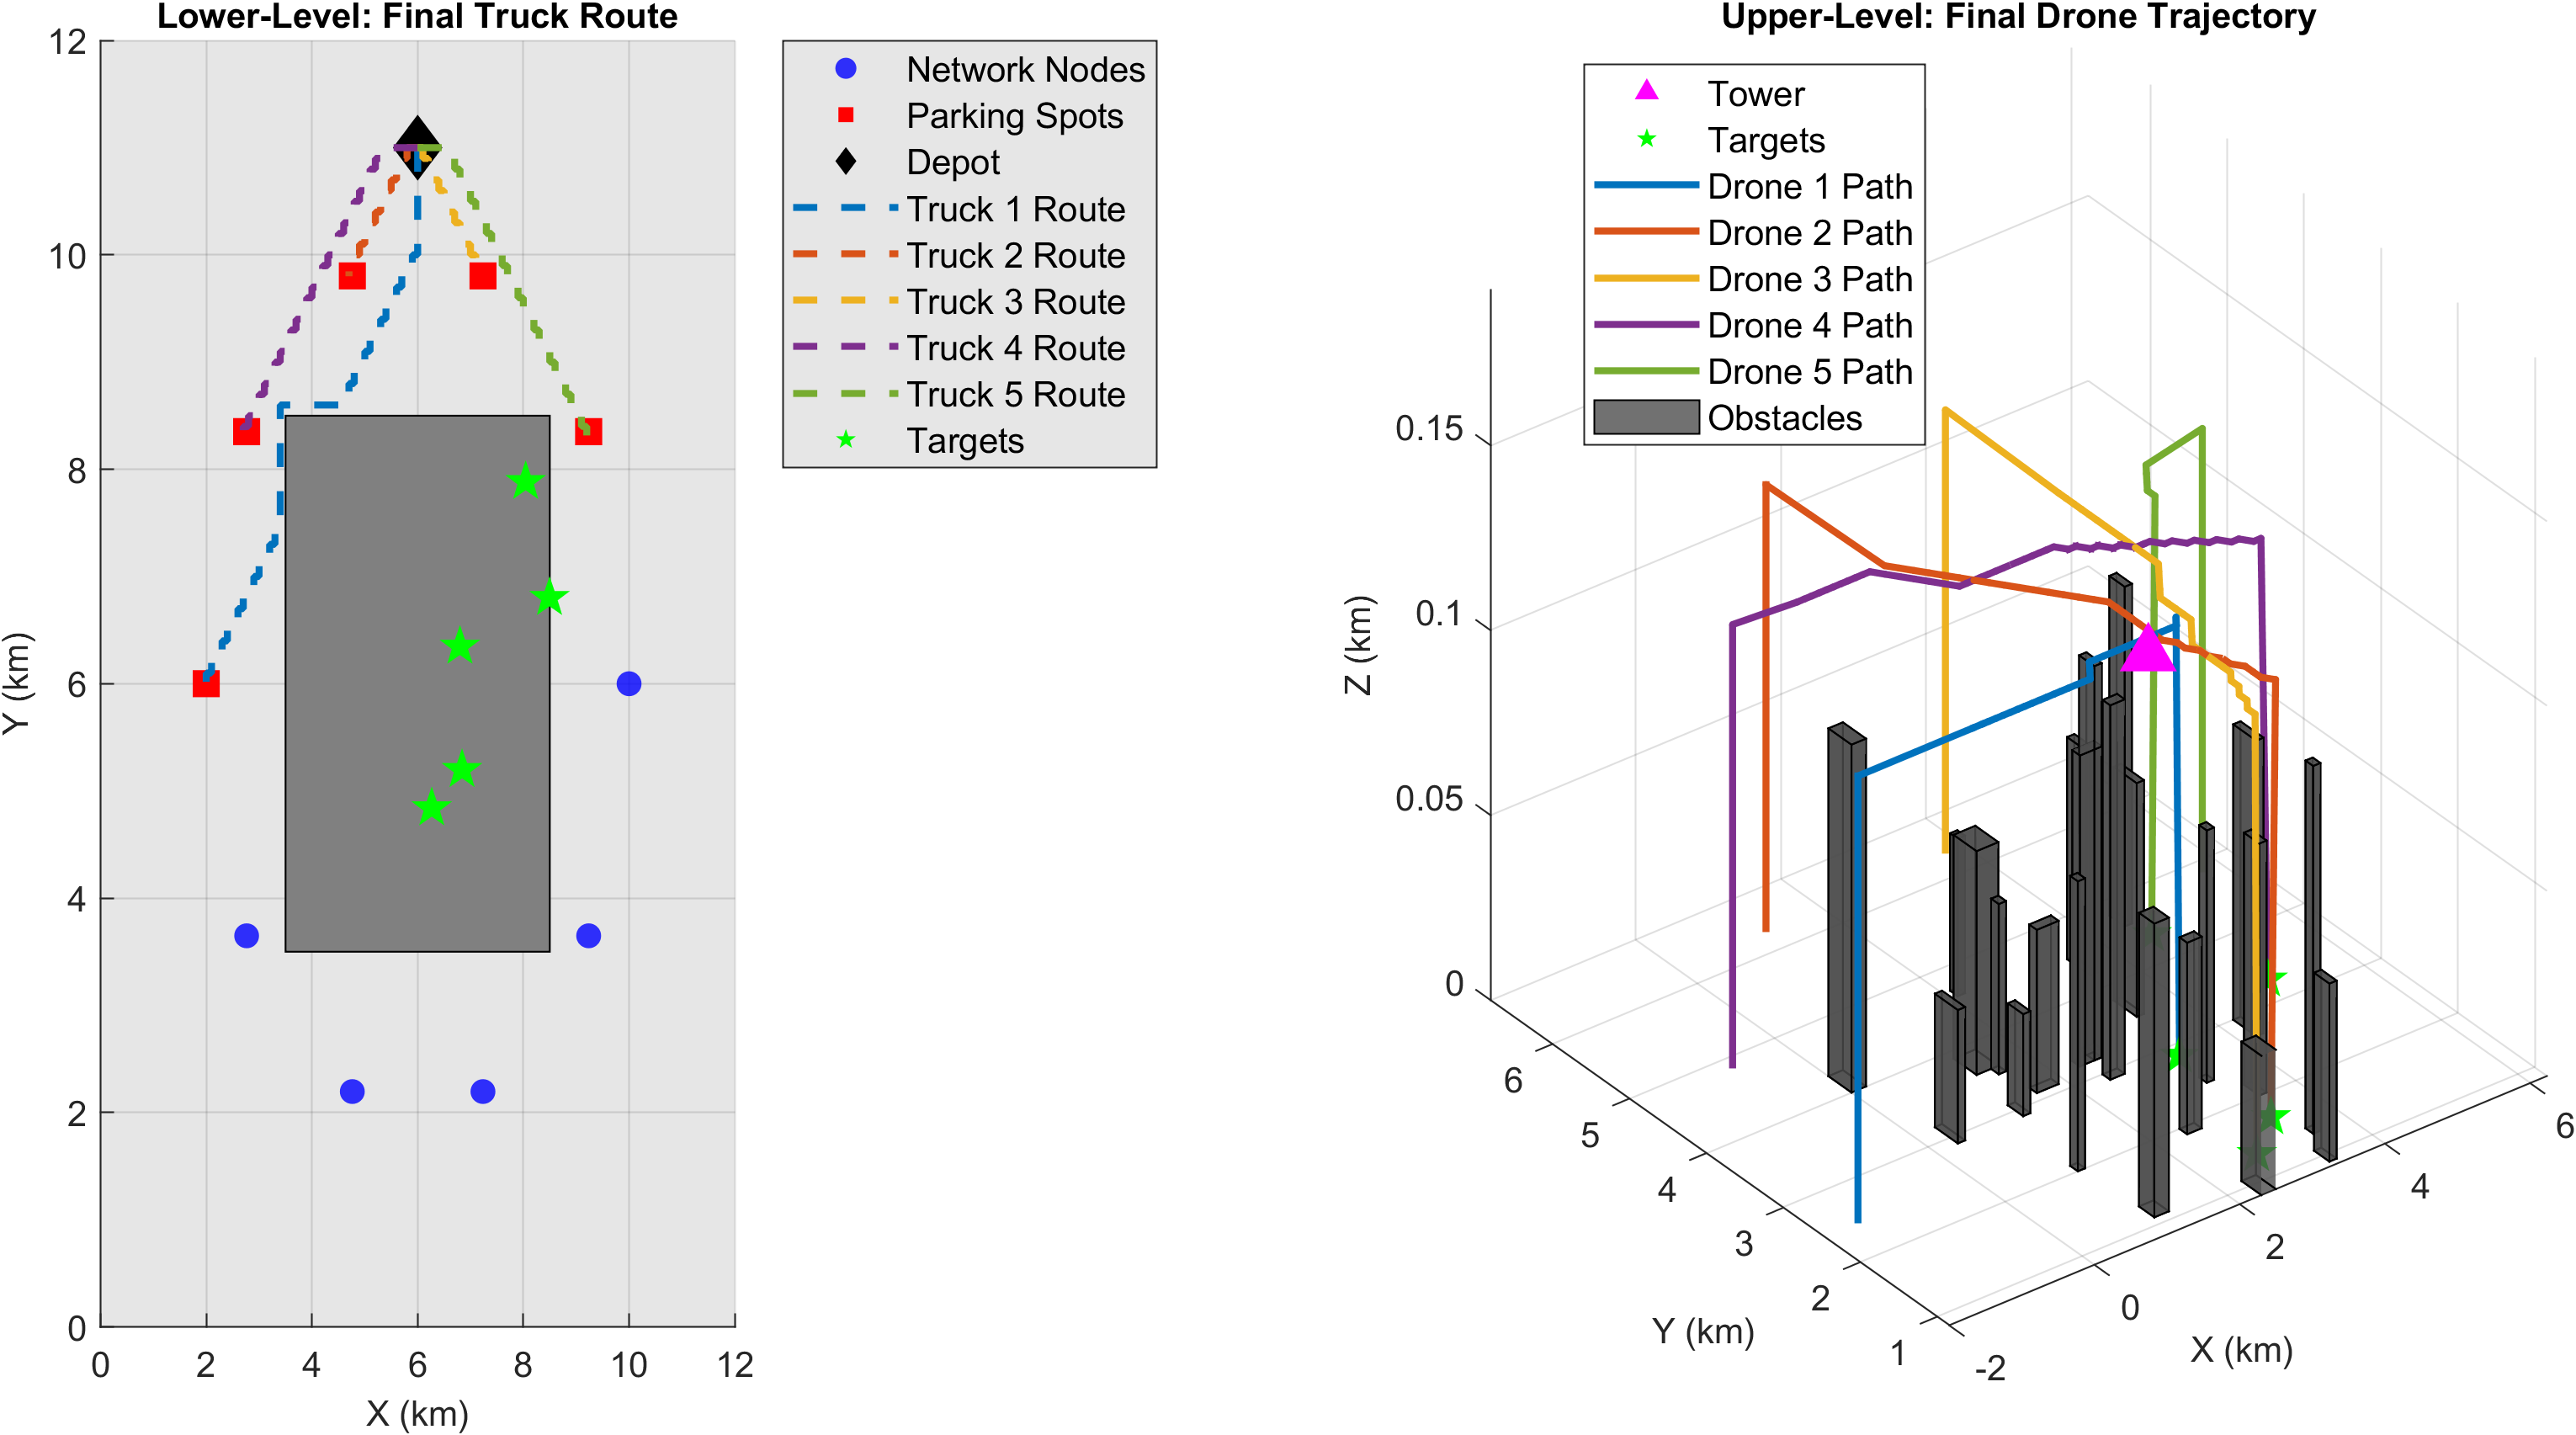 Lower-Level: Final Truck Route
12
10
8
6
4
2
0
0 2 4 6 8 10 12
X (km)
Y (km)
Network Nodes
Parking Spots
Depot
Truck 1 Route
Truck 2 Route
Truck 3 Route
Truck 4 Route
Truck 5 Route
Targets
Upper-Level: Final Drone Trajectory
Tower
Targets
Drone 1 Path
Drone 2 Path
Drone 3 Path
Drone 4 Path
Drone 5 Path
Obstacles
0.15
0.1
0.05
0
Z (km)
6
5
4
3
2
1
Y (km)
-2
0
2
4
6
X (km)